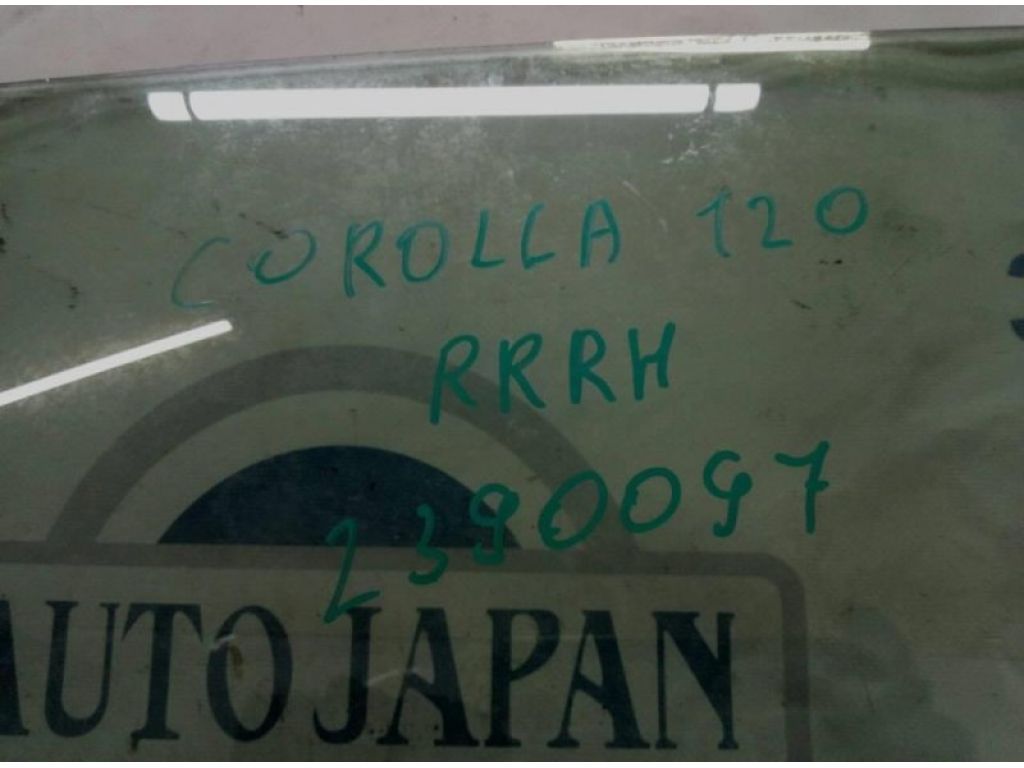 COROLLA 120
RRRH
2390097
AUTO JAPAN